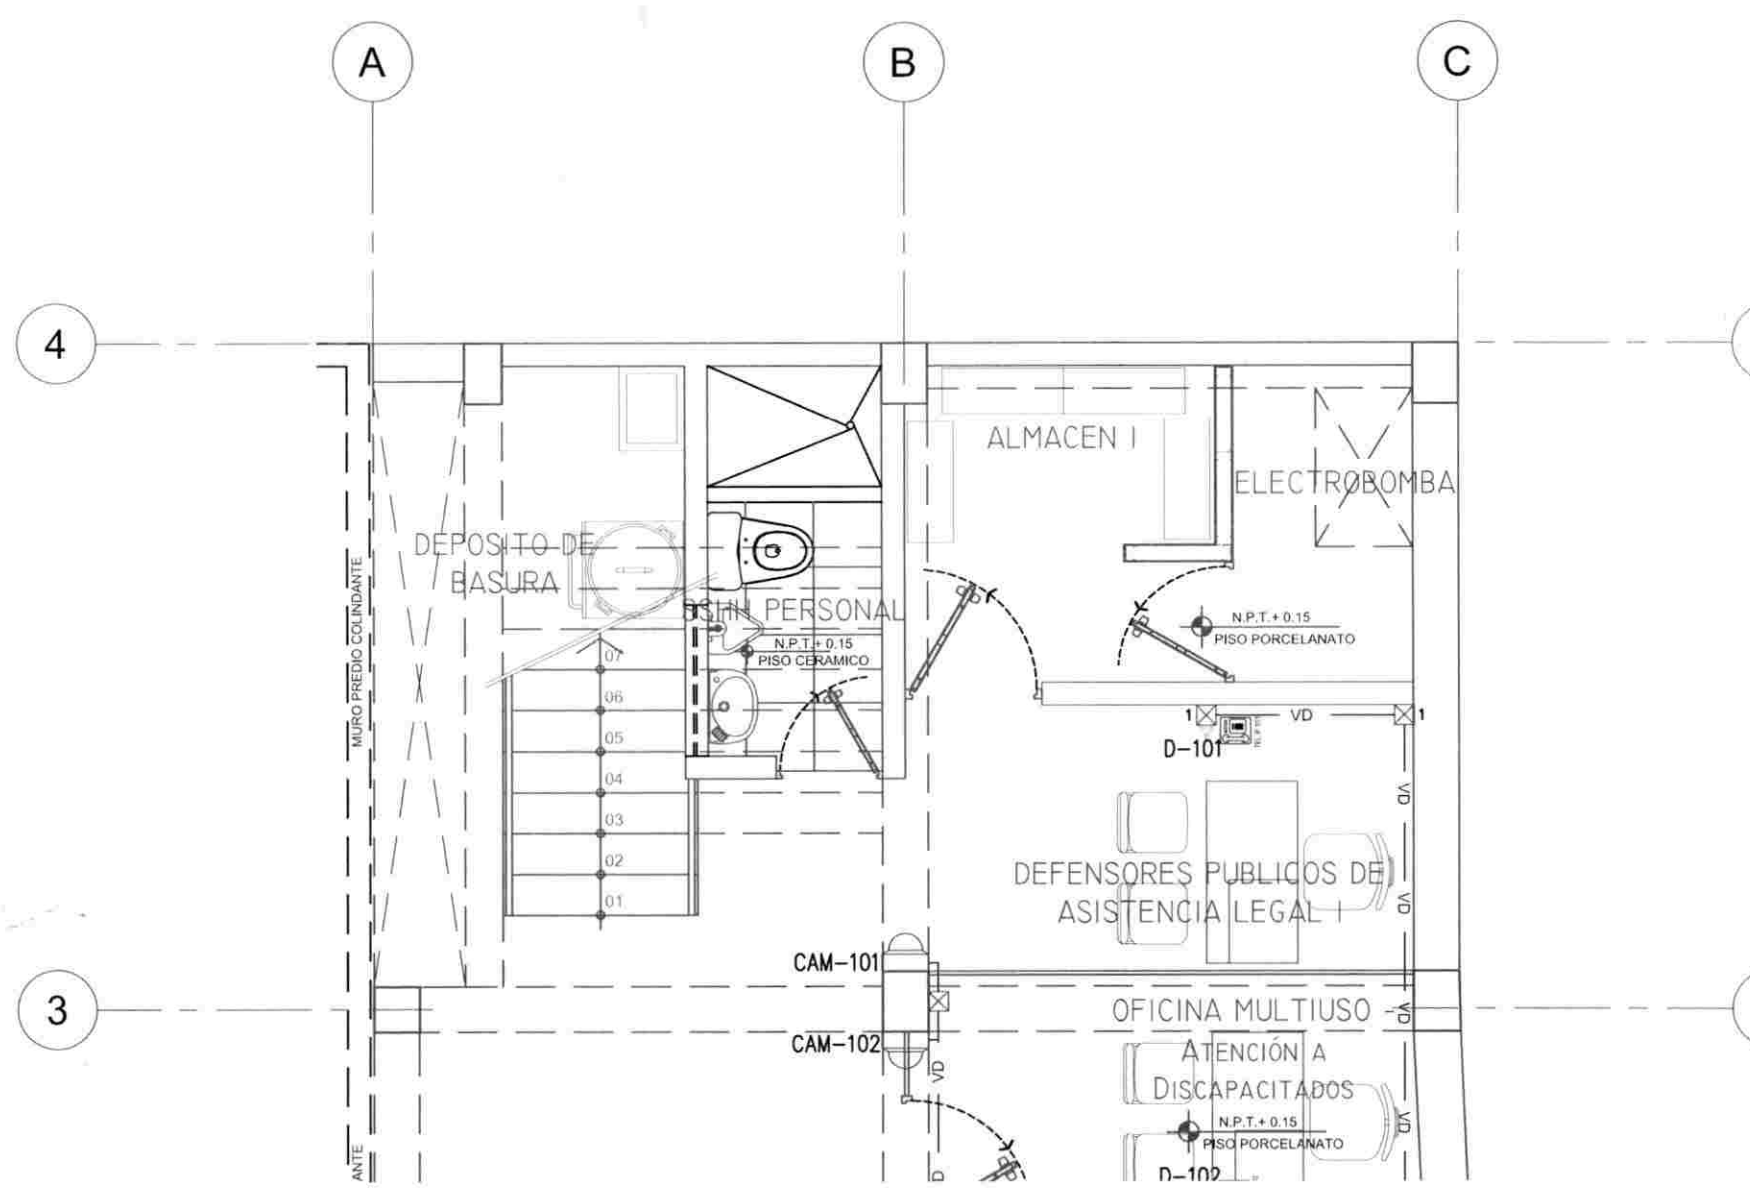 A
B
C
4
ALMACEN I
ELECTROBOMBA
DEPOSITO DE
BASURA
MURO PREDIO COLINDANTE
SSHH PERSONAL
N.P.T.+ 0.15
PISO CERAMICO
N.P.T.+ 0.15
PISO PORCELANATO
07
06
05
04
03
02
01
1
VD
1
D-101
VD
DEFENSORES PUBLICOS DE
ASISTENCIA LEGAL I
VD
CAM-101
3
OFICINA MULTIUSO
VD
CAM-102
ATENCIÓN A
DISCAPACITADOS
VD
N.P.T.+ 0.15
PISO PORCELANATO
VD
ANTE
D-102
D